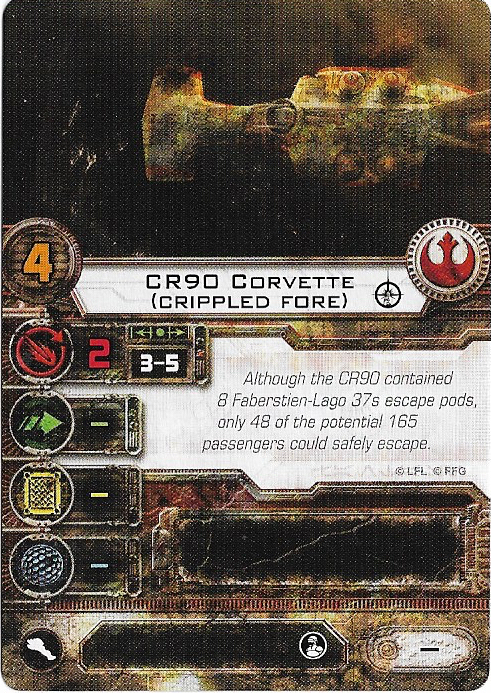 4
CR90 Corvette
(crippled fore)
2
3-5
Although the CR90 contained
8 Faberstien-Lago 37s escape pods,
only 48 of the potential 165
passengers could safely escape.
© LFL © FFG
–
–
–
–